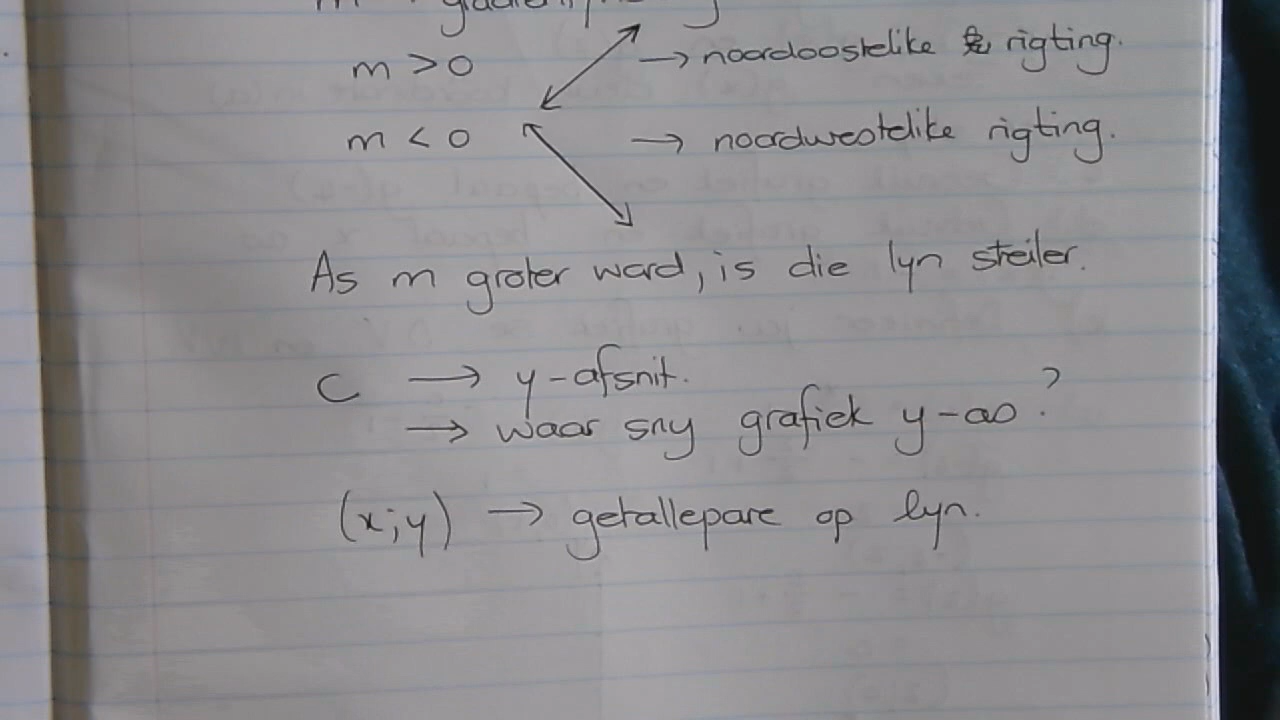 m gradient
m > 0 → noordoostelike rigting.
m < 0 → noordwestelike rigting.
As m groter word, is die lyn steiler.
C → y-afsnit.
→ waar sny grafiek y-as?
(x;y) → getallepare op lyn.